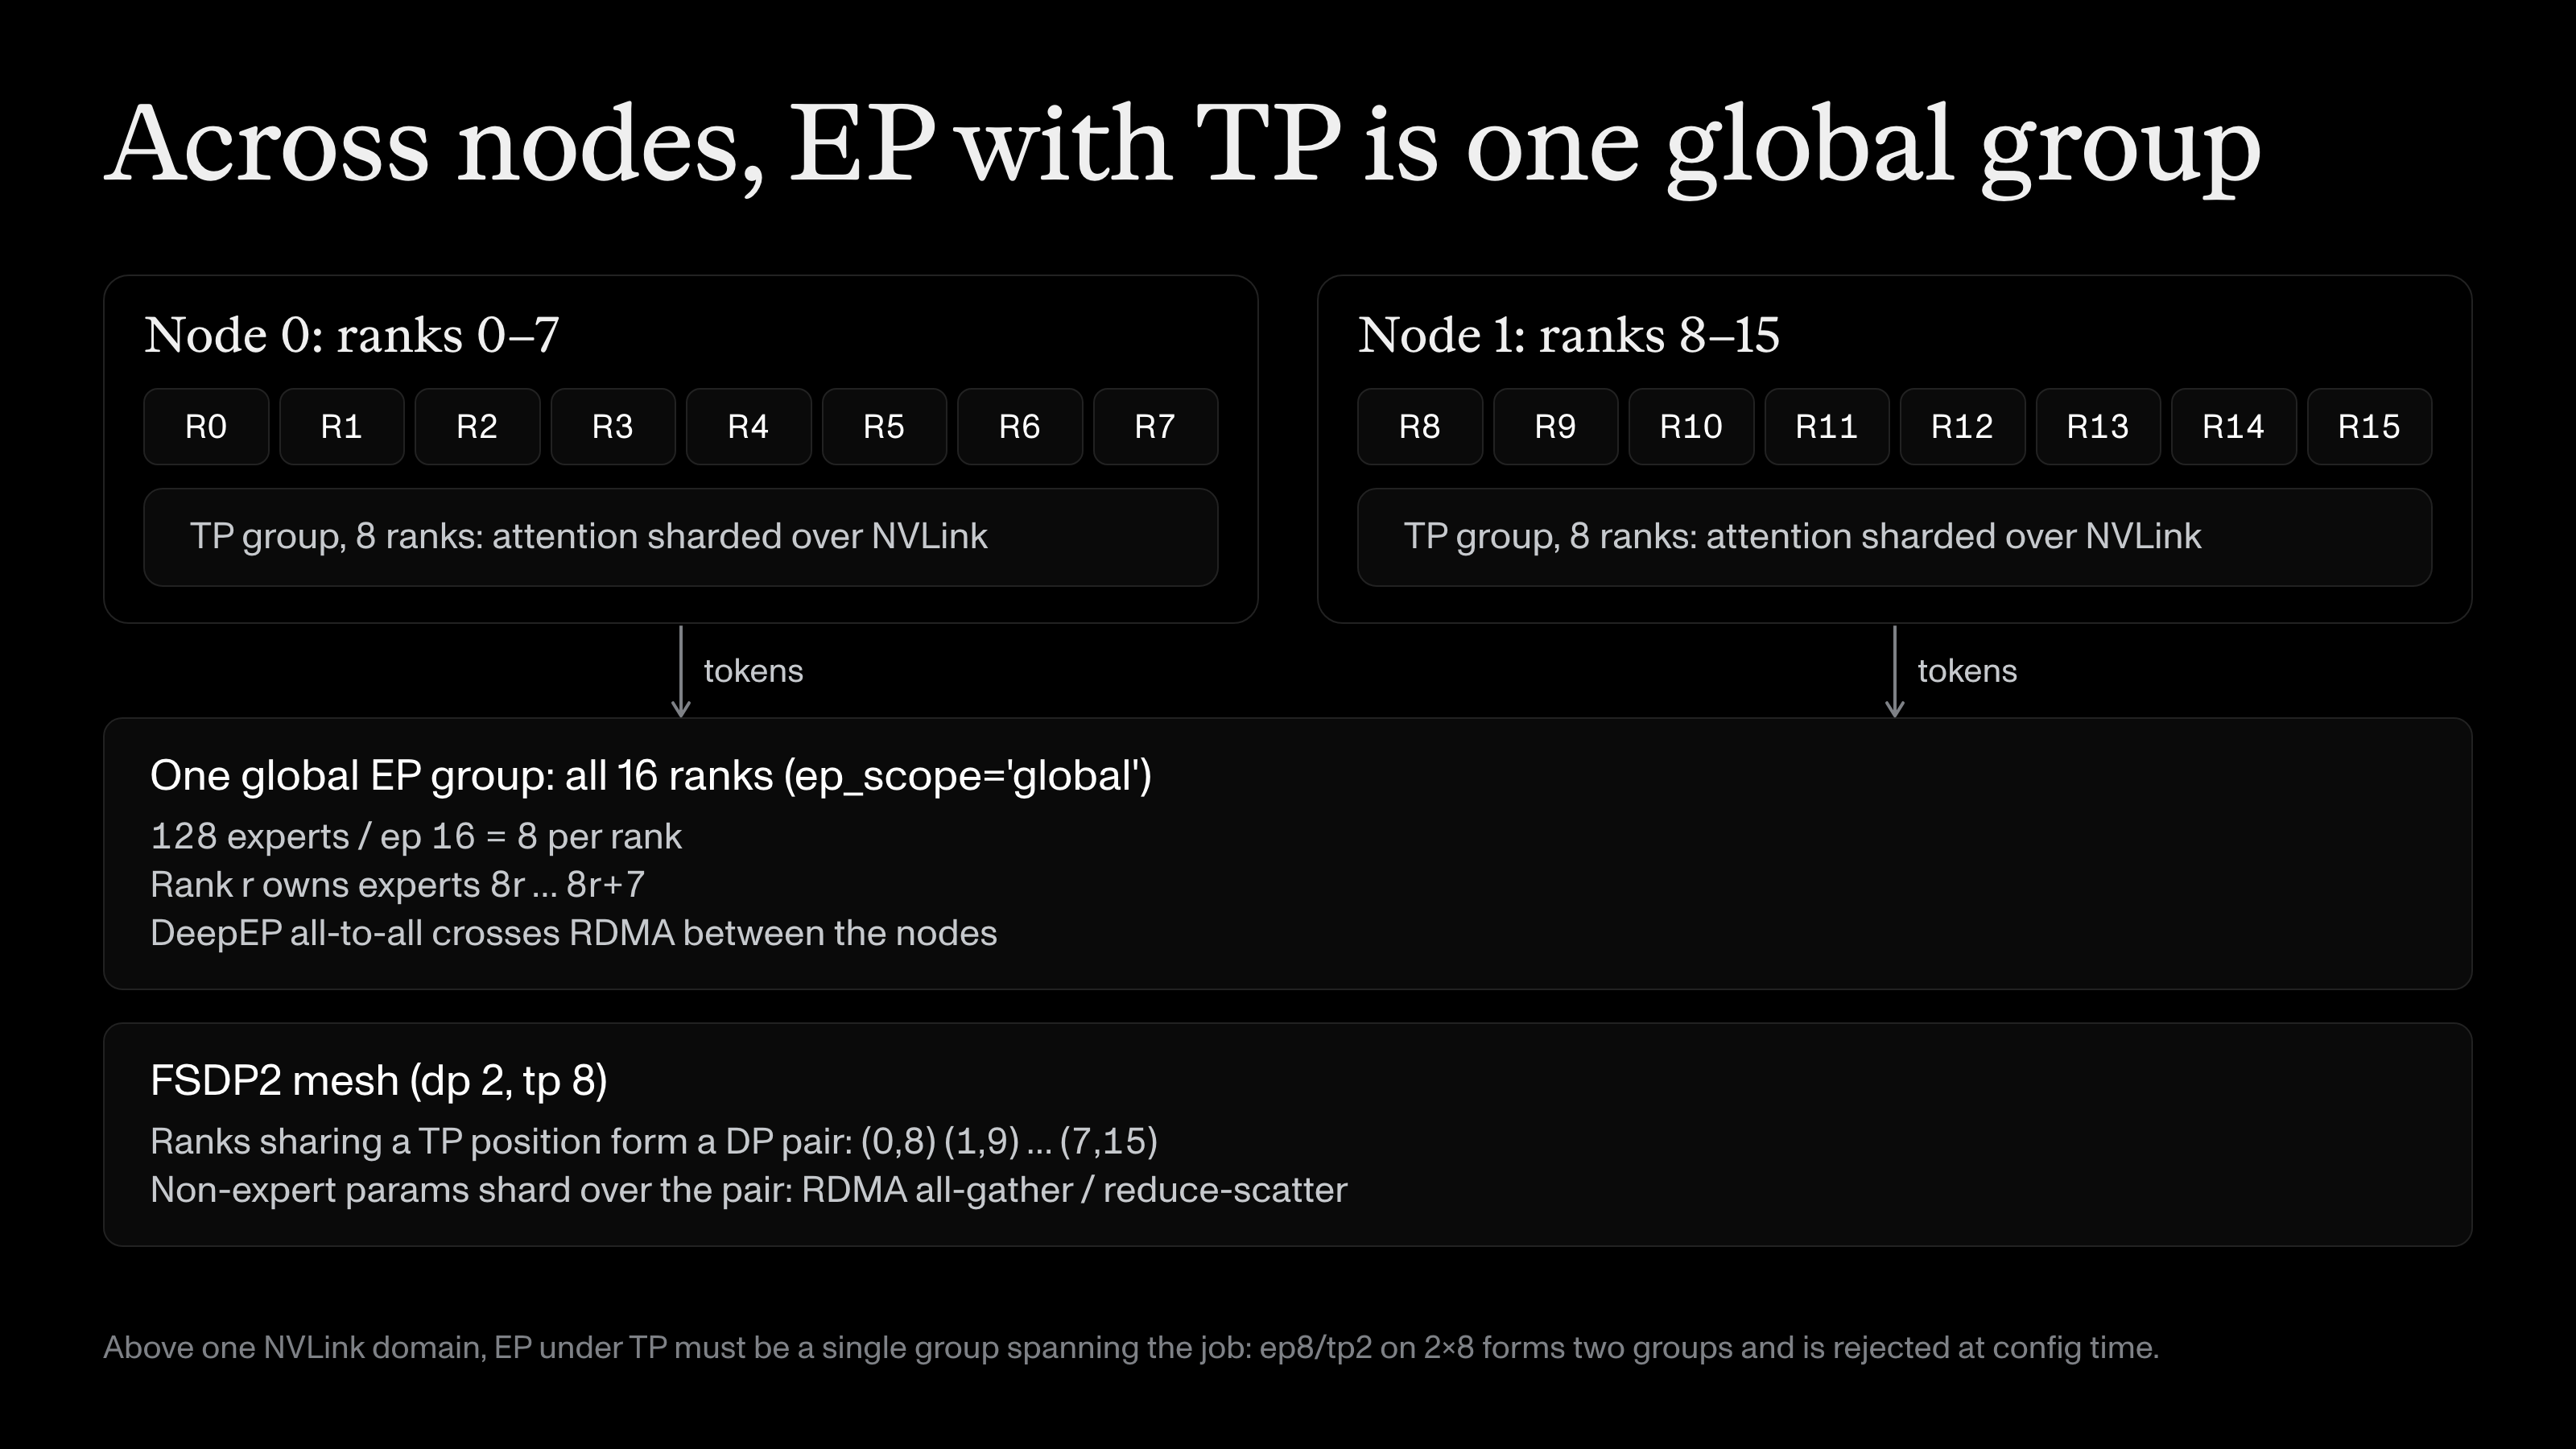 Across nodes, EP with TP is one global group
Node 0: ranks 0–7
R0 R1 R2 R3 R4 R5 R6 R7
TP group, 8 ranks: attention sharded over NVLink
Node 1: ranks 8–15
R8 R9 R10 R11 R12 R13 R14 R15
TP group, 8 ranks: attention sharded over NVLink
tokens
tokens
One global EP group: all 16 ranks (ep_scope='global')
128 experts / ep 16 = 8 per rank
Rank r owns experts 8r ... 8r+7
DeepEP all-to-all crosses RDMA between the nodes
FSDP2 mesh (dp 2, tp 8)
Ranks sharing a TP position form a DP pair: (0,8) (1,9) ... (7,15)
Non-expert params shard over the pair: RDMA all-gather / reduce-scatter
Above one NVLink domain, EP under TP must be a single group spanning the job: ep8/tp2 on 2×8 forms two groups and is rejected at config time.